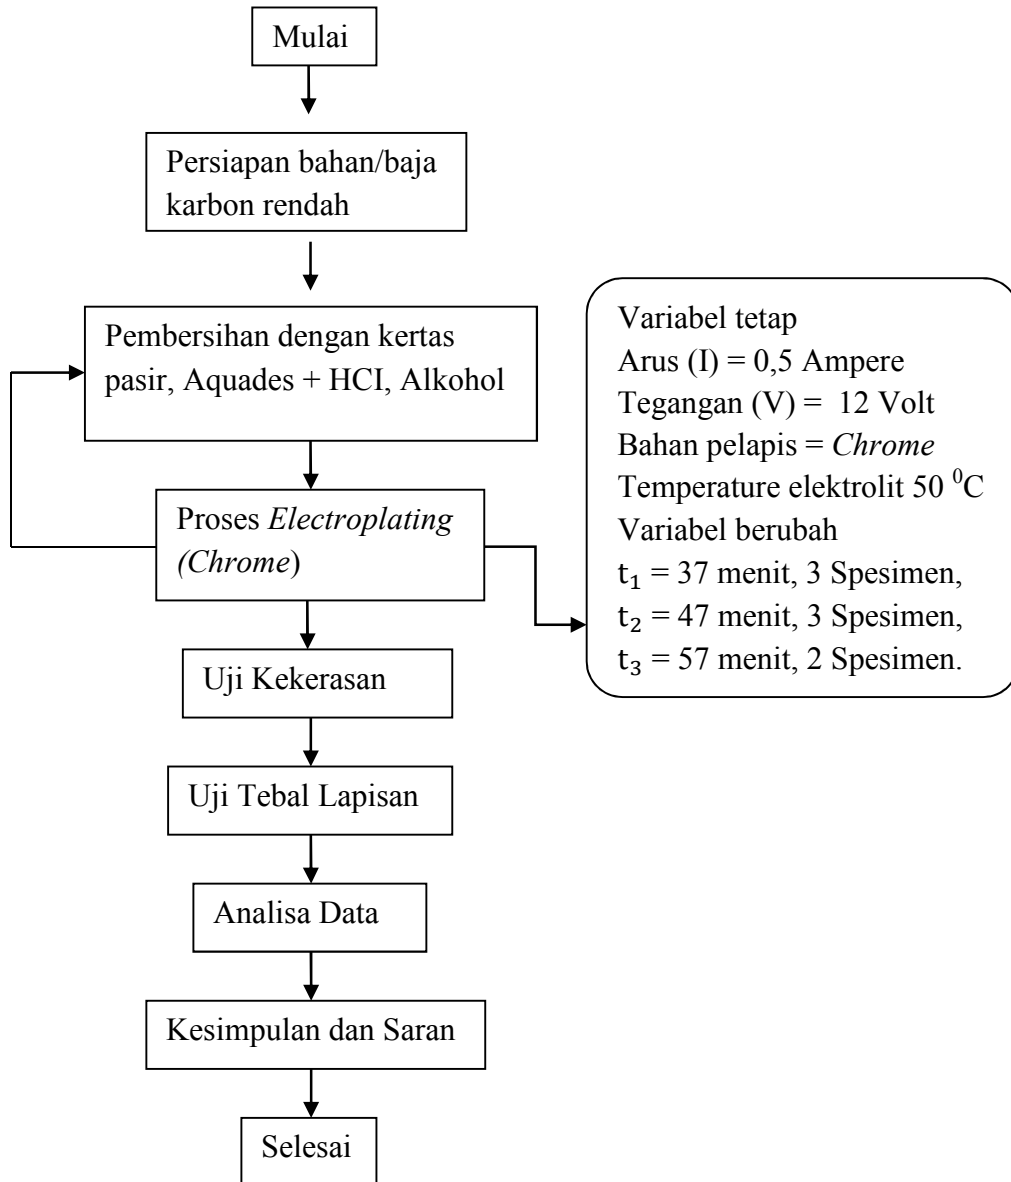 Mulai
Persiapan bahan/baja
karbon rendah
Pembersihan dengan kertas
pasir, Aquades + HCI, Alkohol
Proses Electroplating
(Chrome)
Uji Kekerasan
Uji Tebal Lapisan
Analisa Data
Kesimpulan dan Saran
Selesai
Variabel tetap
Arus (I) = 0,5 Ampere
Tegangan (V) = 12 Volt
Bahan pelapis = Chrome
Temperature elektrolit 50 ⁰C
Variabel berubah
t₁ = 37 menit, 3 Spesimen,
t₂ = 47 menit, 3 Spesimen,
t₃ = 57 menit, 2 Spesimen.